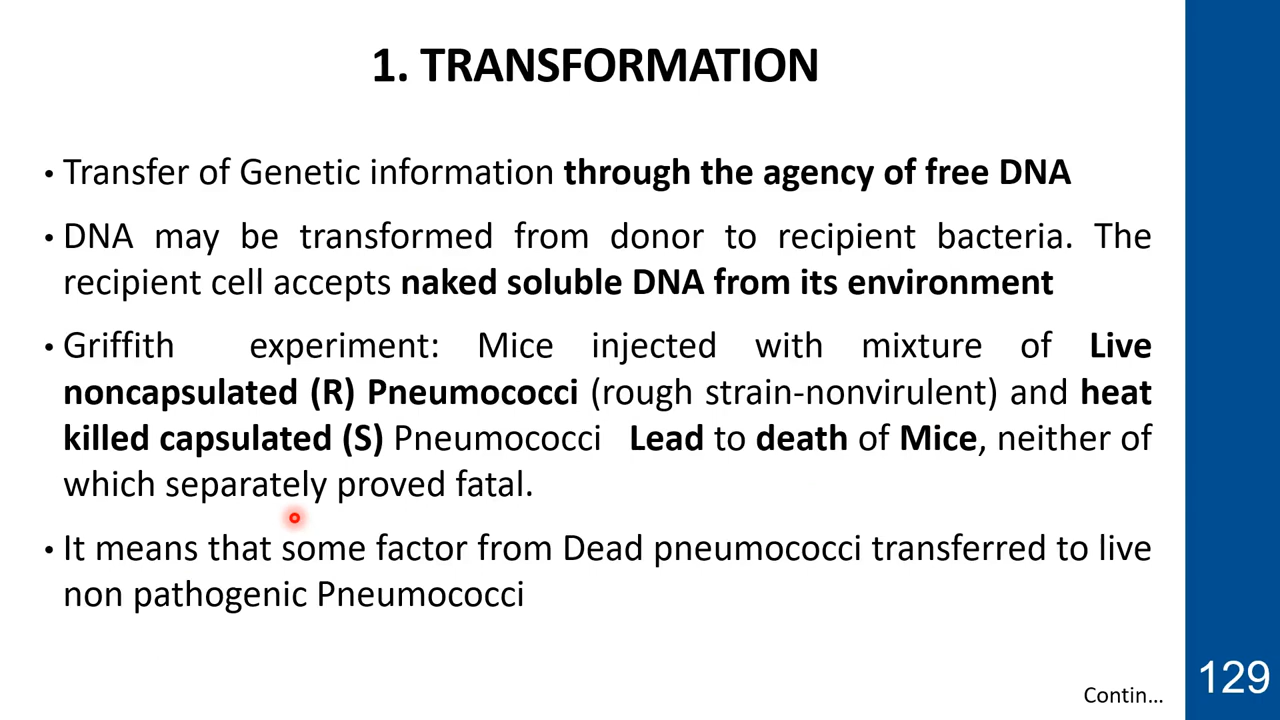 1. TRANSFORMATION
• Transfer of Genetic information through the agency of free DNA
• DNA may be transformed from donor to recipient bacteria. The
recipient cell accepts naked soluble DNA from its environment
• Griffith experiment: Mice injected with mixture of Live
noncapsulated (R) Pneumococci (rough strain-nonvirulent) and heat
killed capsulated (S) Pneumococci Lead to death of Mice, neither of
which separately proved fatal.
• It means that some factor from Dead pneumococci transferred to live
non pathogenic Pneumococci
Contin...
129